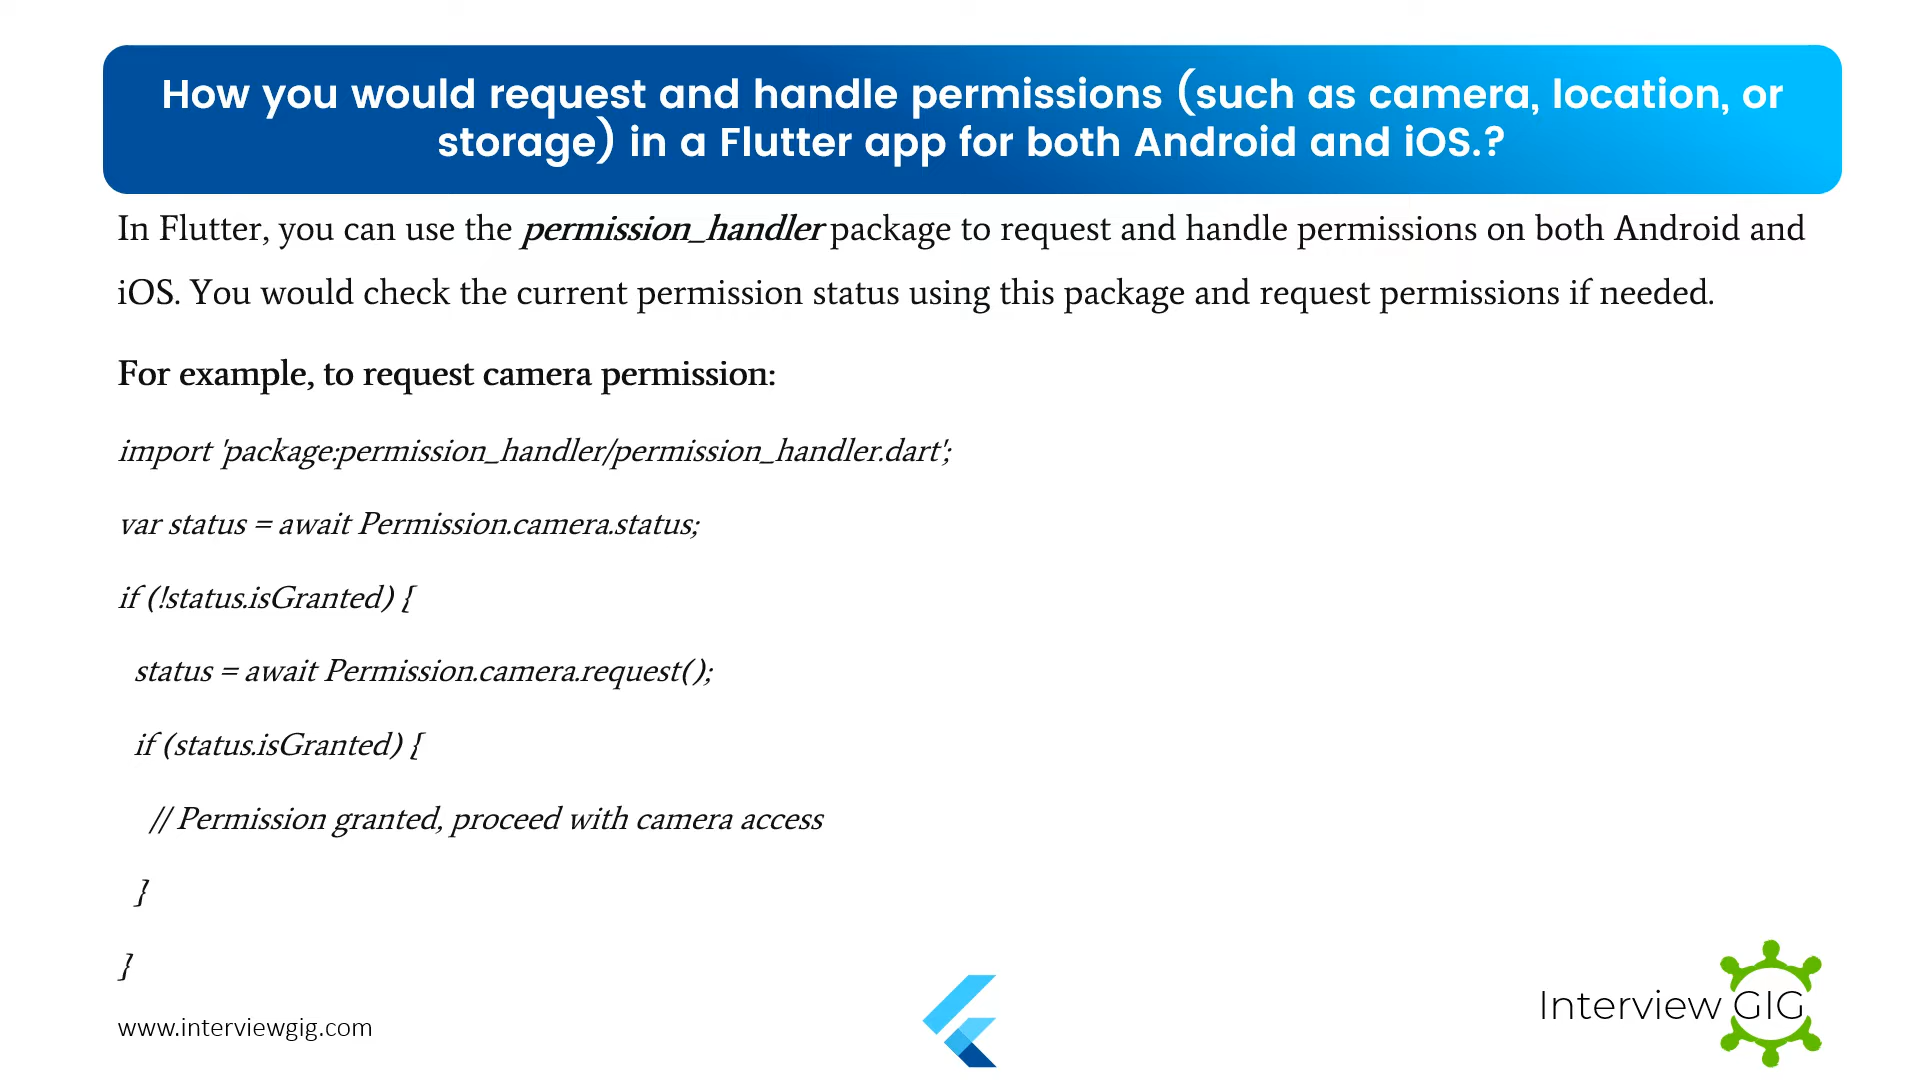 How you would request and handle permissions (such as camera, location, or
storage) in a Flutter app for both Android and iOS.?
In Flutter, you can use the permission_handler package to request and handle permissions on both Android and
iOS. You would check the current permission status using this package and request permissions if needed.
For example, to request camera permission:
import 'package:permission_handler/permission_handler.dart';
var status = await Permission.camera.status;
if (!status.isGranted) {
status = await Permission.camera.request();
if (status.isGranted) {
// Permission granted, proceed with camera access
}
}
www.interviewgig.com
Interview GIG